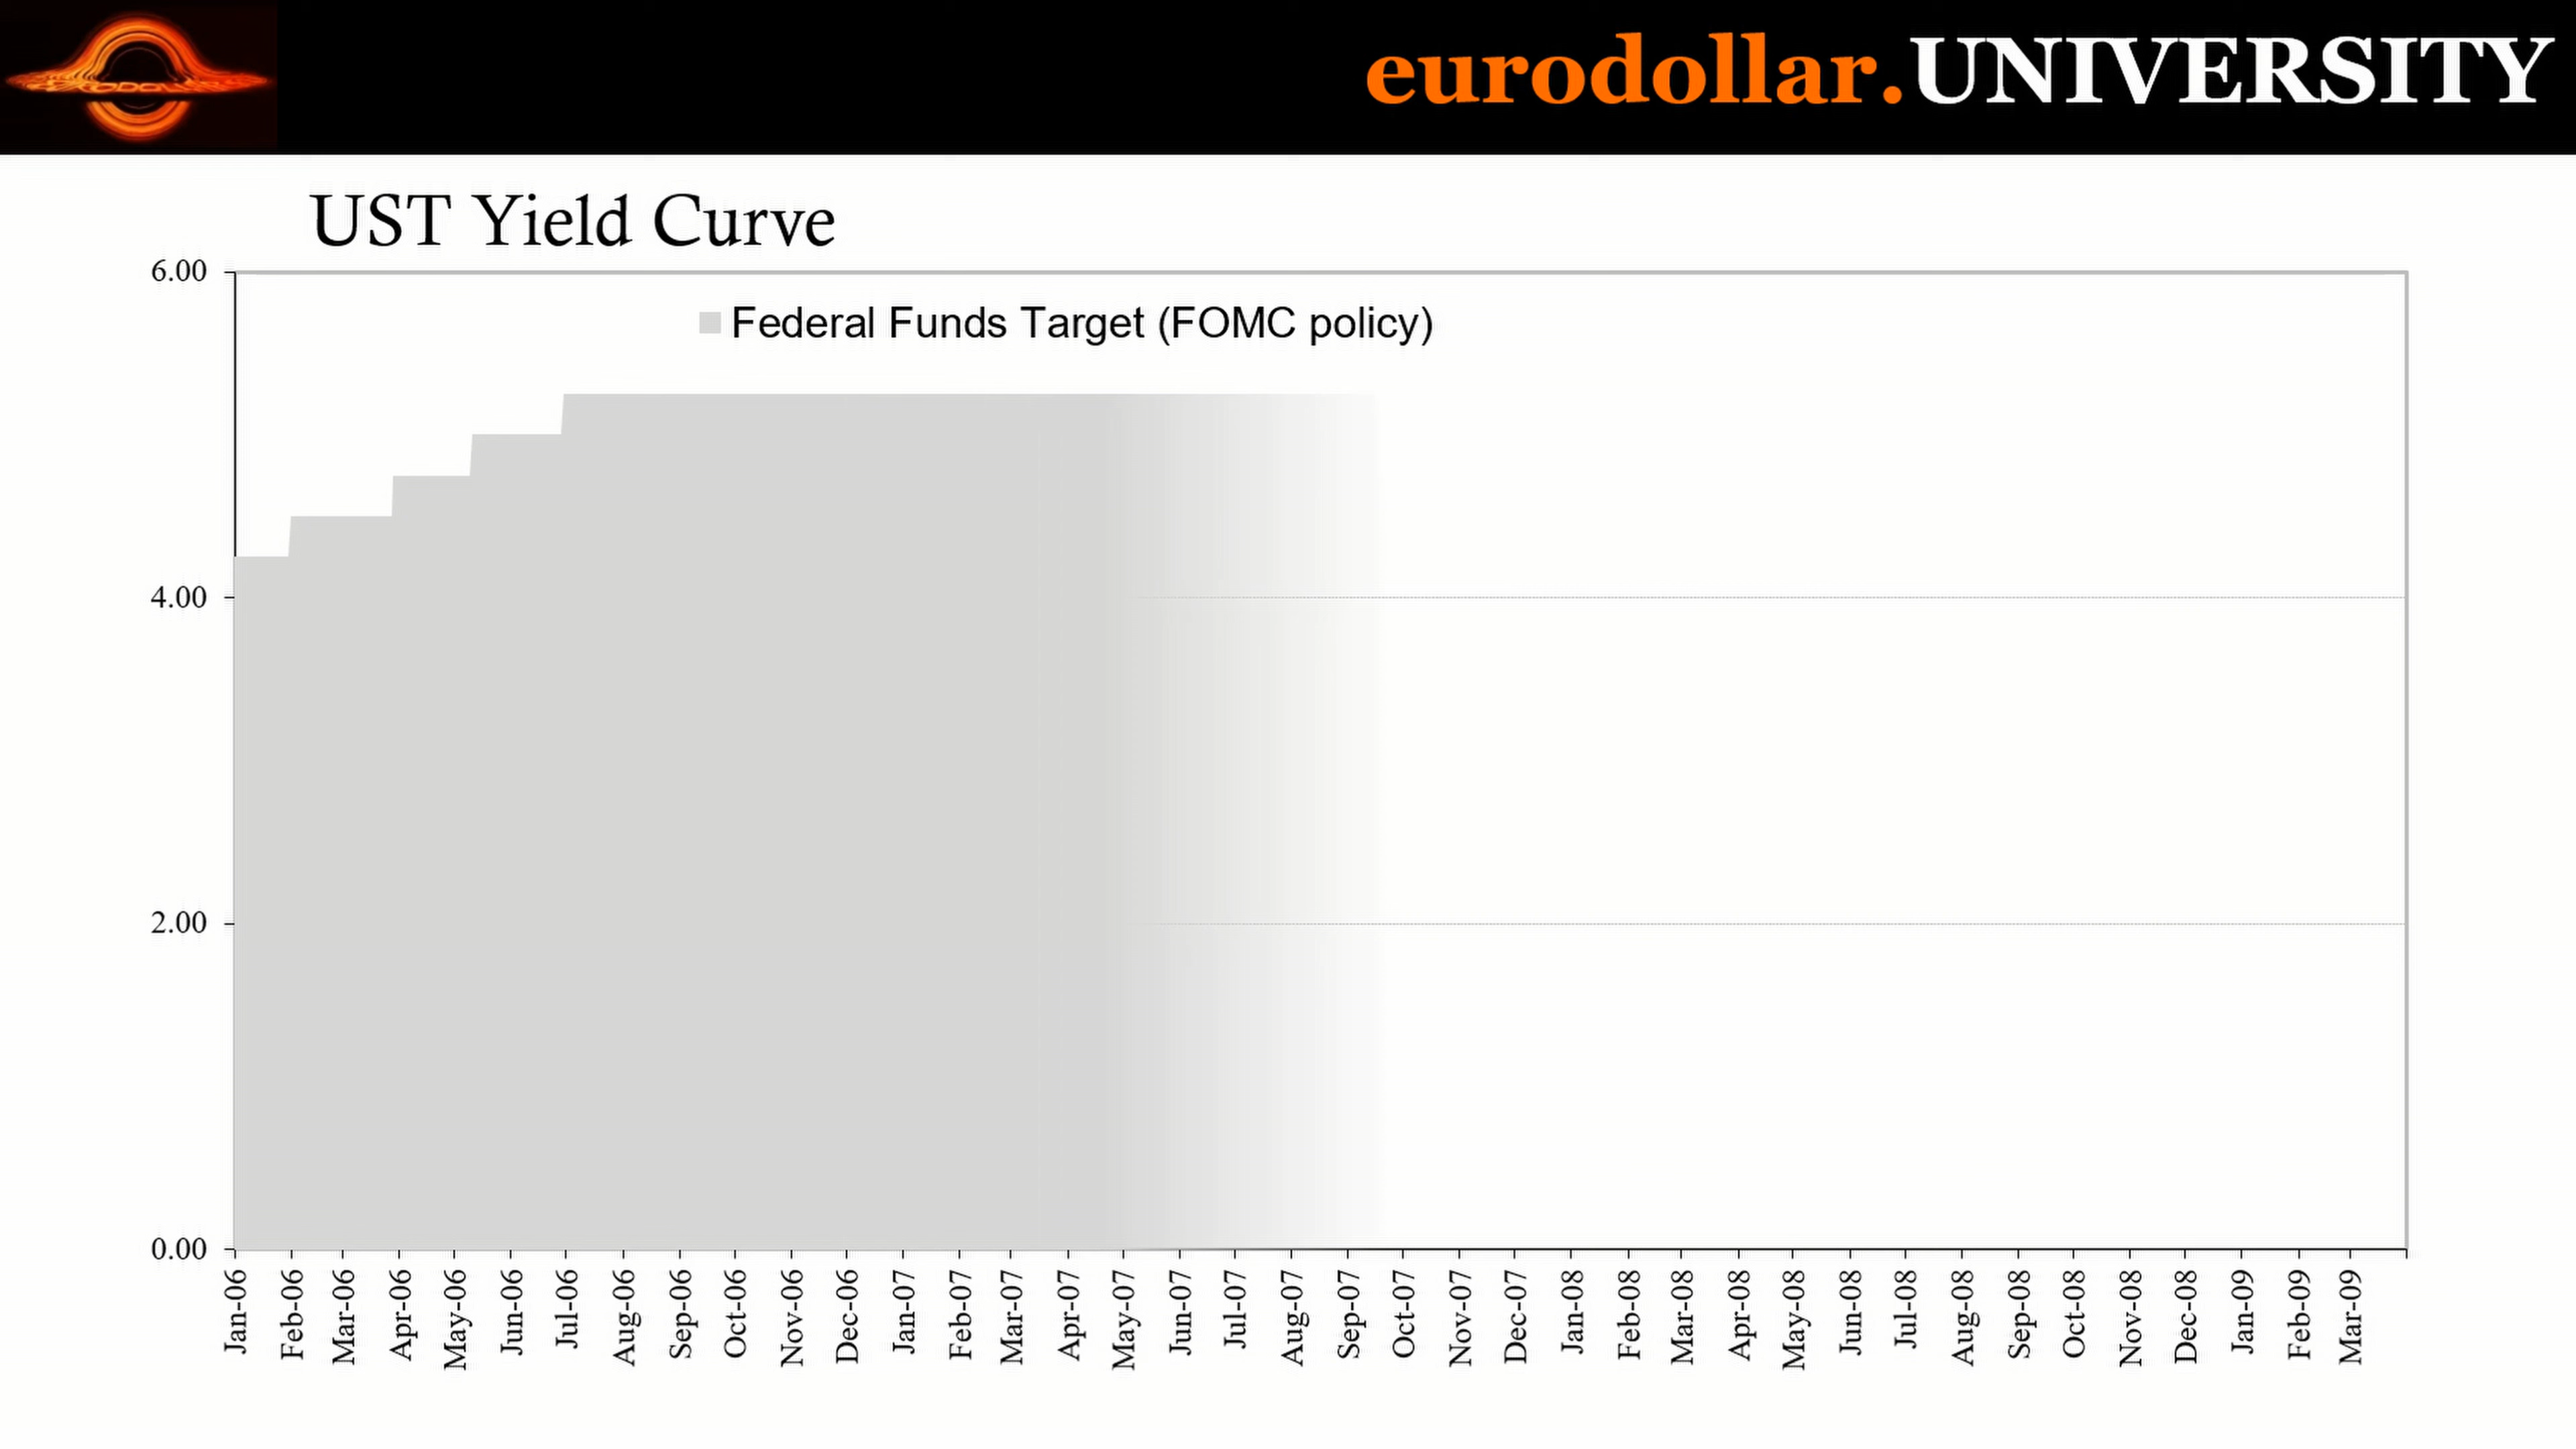 EURODOLLAR
eurodollar.UNIVERSITY
UST Yield Curve
Federal Funds Target (FOMC policy)
6.00
4.00
2.00
0.00
Jan-06
Feb-06
Mar-06
Apr-06
May-06
Jun-06
Jul-06
Aug-06
Sep-06
Oct-06
Nov-06
Dec-06
Jan-07
Feb-07
Mar-07
Apr-07
May-07
Jun-07
Jul-07
Aug-07
Sep-07
Oct-07
Nov-07
Dec-07
Jan-08
Feb-08
Mar-08
Apr-08
May-08
Jun-08
Jul-08
Aug-08
Sep-08
Oct-08
Nov-08
Dec-08
Jan-09
Feb-09
Mar-09